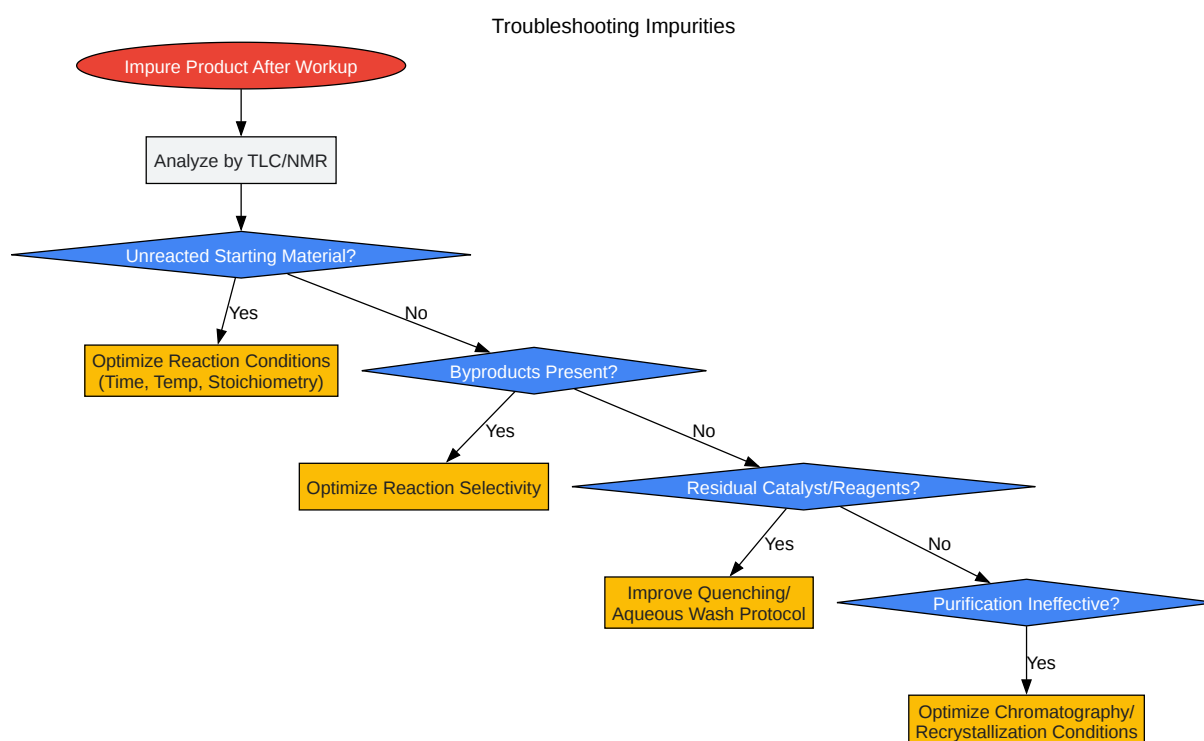 Troubleshooting Impurities
Impure Product After Workup
Analyze by TLC/NMR
Unreacted Starting Material?
Yes
No
Optimize Reaction Conditions
(Time, Temp, Stoichiometry)
Byproducts Present?
Yes
No
Optimize Reaction Selectivity
Residual Catalyst/Reagents?
Yes
No
Improve Quenching/
Aqueous Wash Protocol
Purification Ineffective?
Yes
Optimize Chromatography/
Recrystallization Conditions